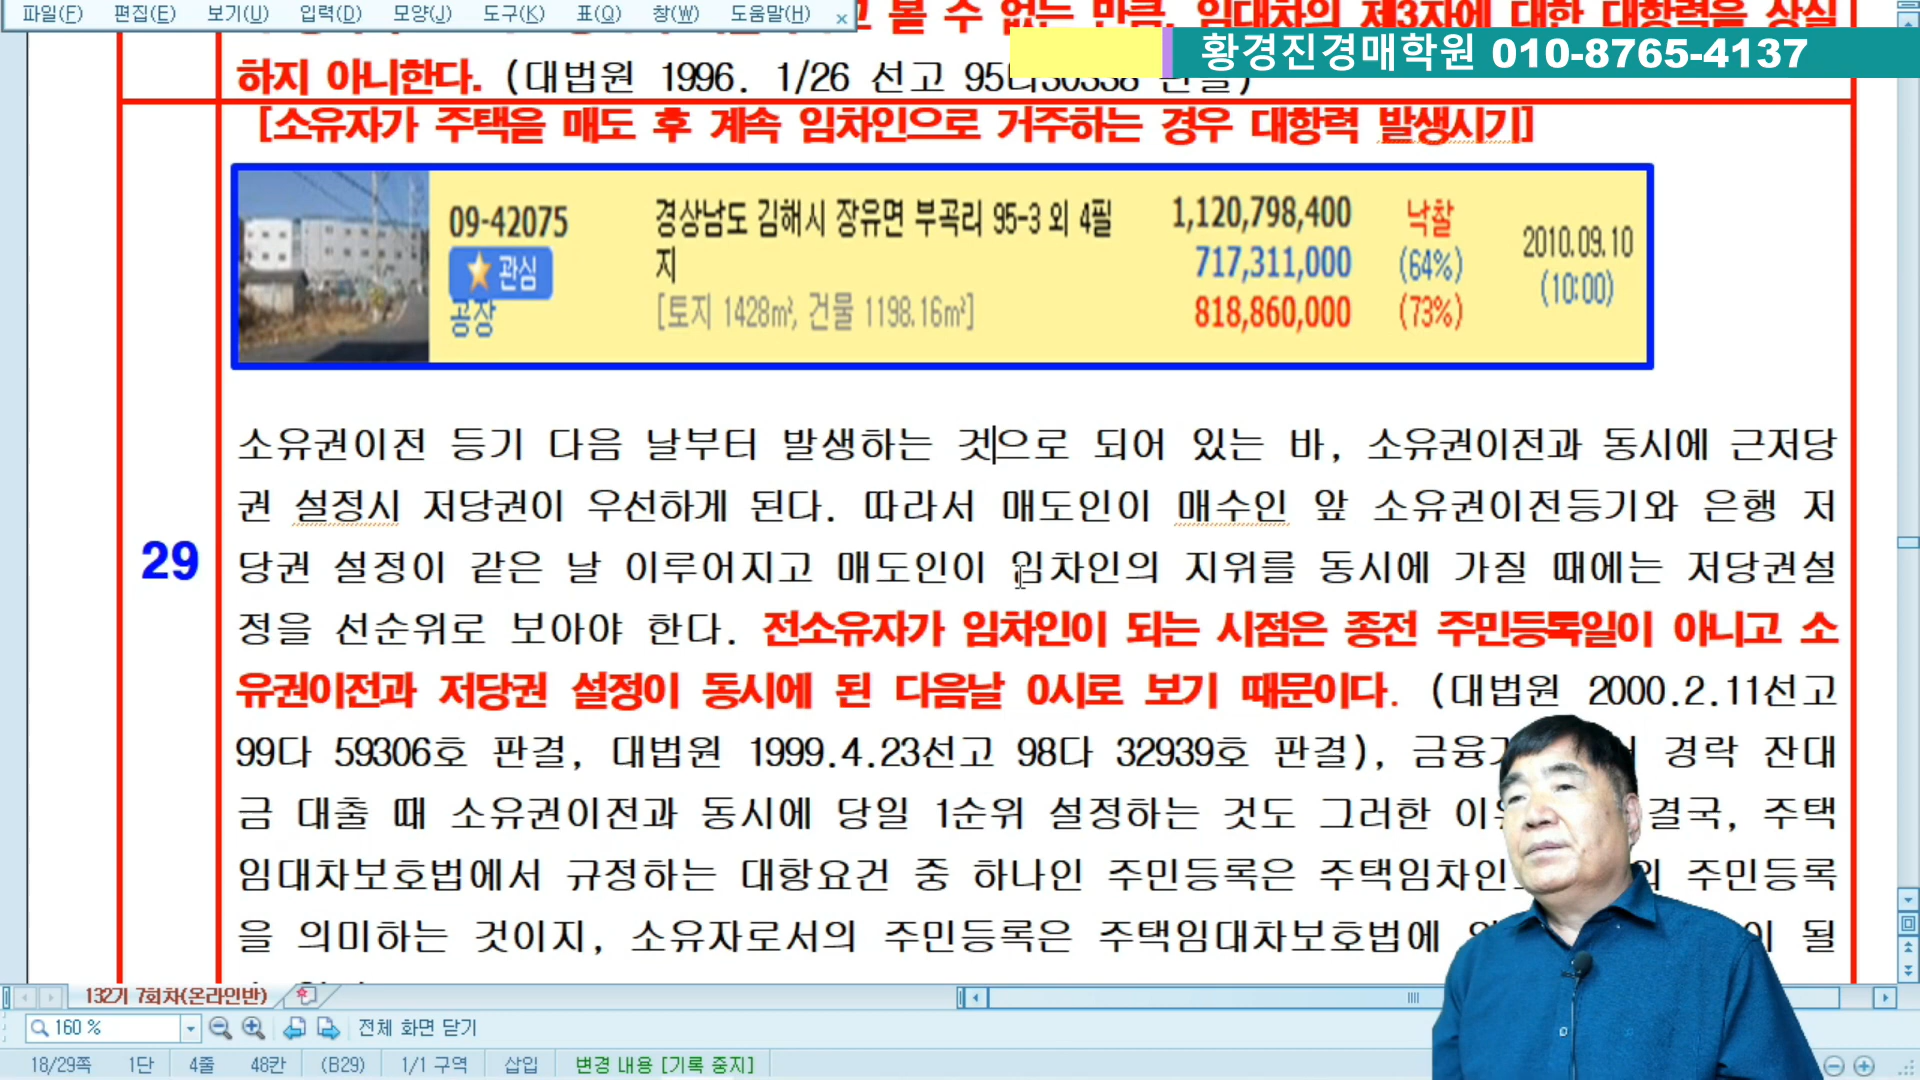 파일(F) 편집(E) 보기(U) 입력(D) 모양(J) 도구(K) 표(Q) 창(W) 도움말(H)
볼 수 없는 만큼, 임대차의 제3자에 대한 대항력을 상실
황경진경매학원 010-8765-4137
하지 아니한다. (대법원 1996. 1/26 선고
[소유자가 주택을 매도 후 계속 임차인으로 거주하는 경우 대항력 발생시기]
09-42075 경상남도 김해시 장유면 부곡리 95-3 외 4필지 1,120,798,400 낙찰 2010.09.10
관심 717,311,000 (64%) (10:00)
공장 [토지 1428㎡, 건물 1198.16㎡] 818,860,000 (73%)
29
소유권이전 등기 다음 날부터 발생하는 것으로 되어 있는 바, 소유권이전과 동시에 근저당
권 설정시 저당권이 우선하게 된다. 따라서 매도인이 매수인 앞 소유권이전등기와 은행 저
당권 설정이 같은 날 이루어지고 매도인이 임차인의 지위를 동시에 가질 때에는 저당권설
정을 선순위로 보아야 한다. 전소유자가 임차인이 되는 시점은 종전 주민등록일이 아니고 소
유권이전과 저당권 설정이 동시에 된 다음날 0시로 보기 때문이다. (대법원 2000.2.11선고
99다 59306호 판결, 대법원 1999.4.23선고 98다 32939호 판결), 경락 잔대
금 대출 때 소유권이전과 동시에 당일 1순위 설정하는 것도 그러한 결국, 주택
임대차보호법에서 규정하는 대항요건 중 하나인 주민등록은 주민등록
을 의미하는 것이지, 소유자로서의 주민등록은 주택임대차보호법에 될
132기 7회차(온라인반)
160 % 전체 화면 닫기
18/29쪽 1단 4줄 48칸 (B29) 1/1 구역 삽입 변경 내용 [기록 중지]